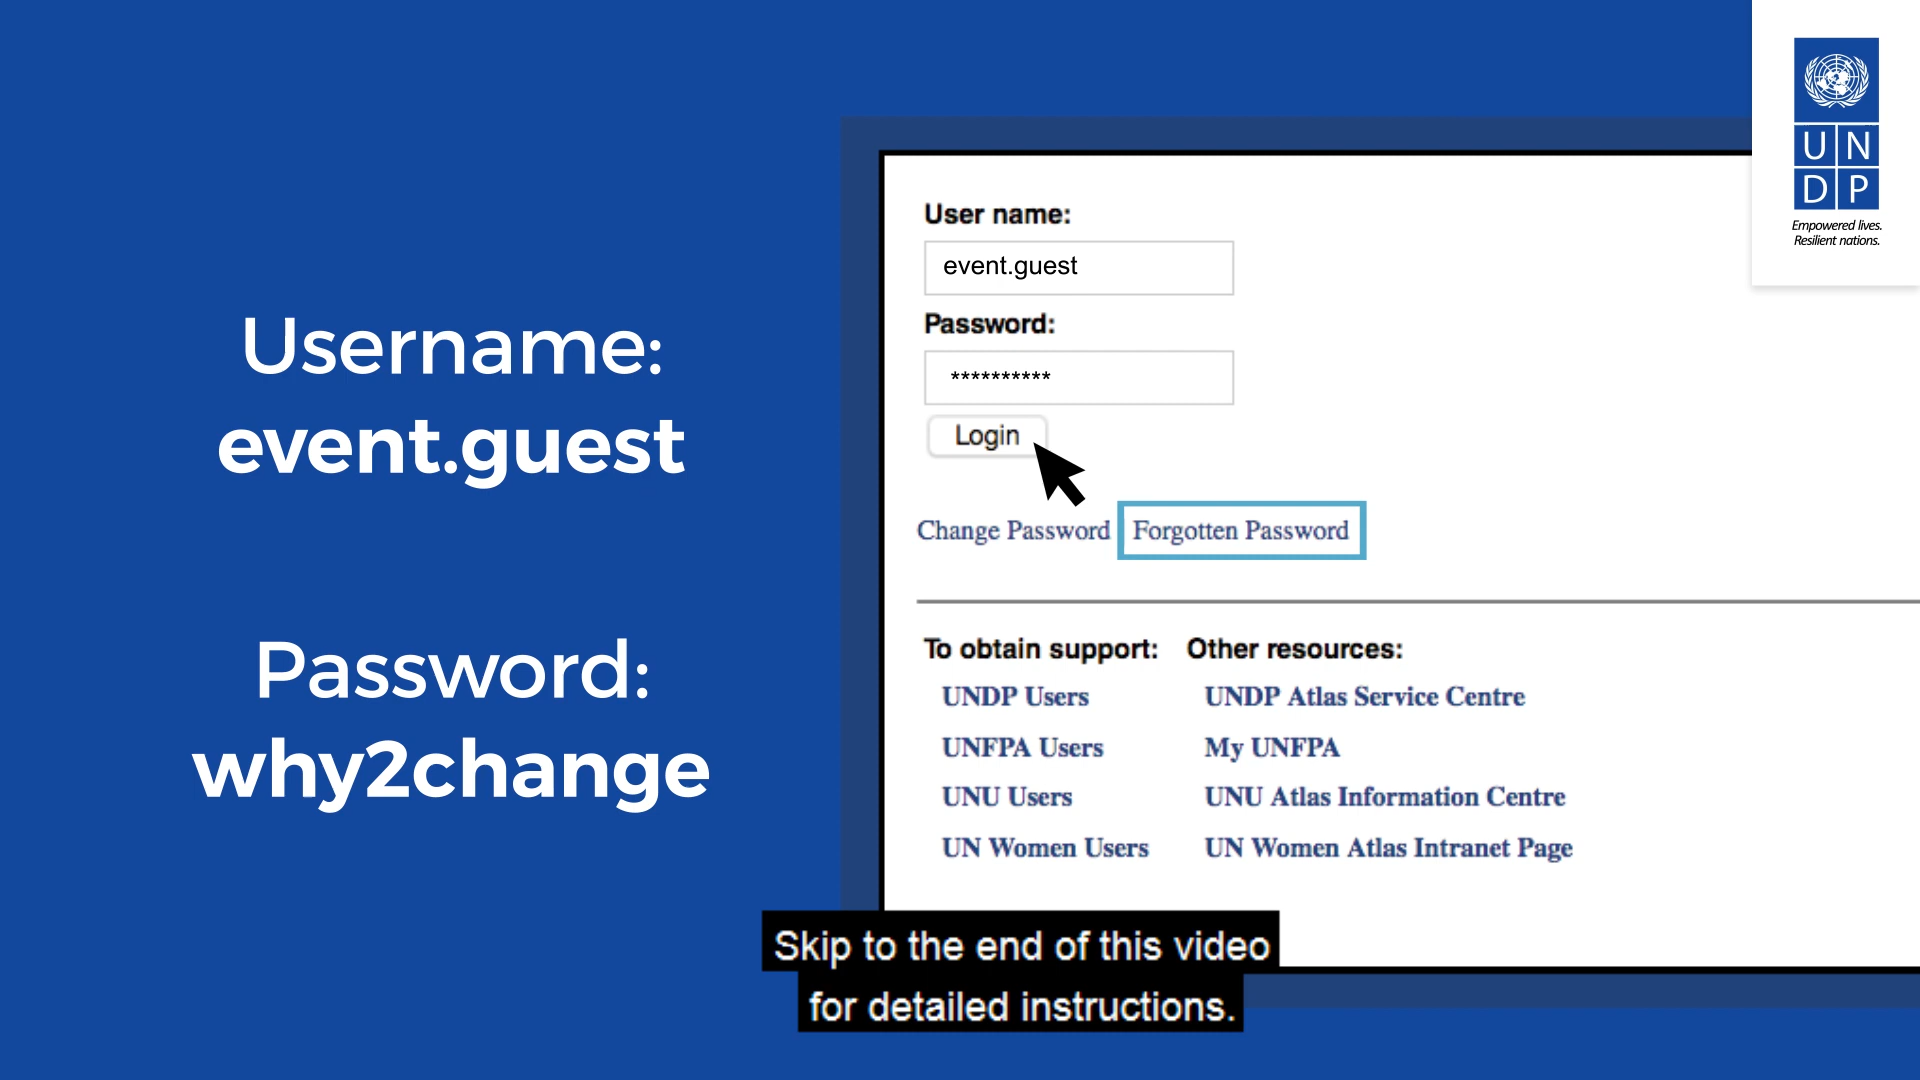 Username:
event.guest
Password:
why2change
User name:
event.guest
Password:
**********
Login
Change Password Forgotten Password
To obtain support: Other resources:
UNDP Users UNDP Atlas Service Centre
UNFPA Users My UNFPA
UNU Users UNU Atlas Information Centre
UN Women Users UN Women Atlas Intranet Page
Skip to the end of this video
for detailed instructions.
U N
D P
Empowered lives.
Resilient nations.